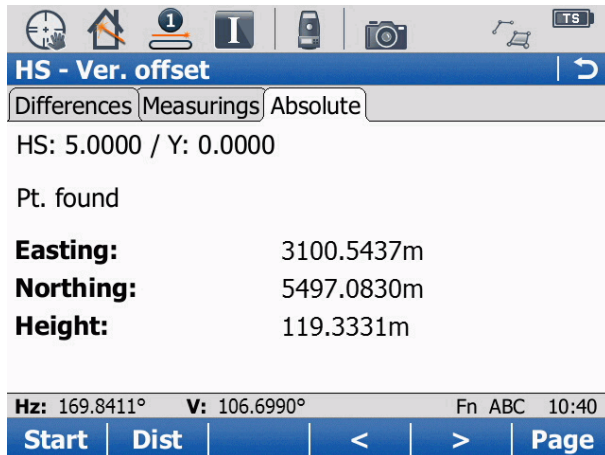 1 I TS
HS - Ver. offset
Differences Measurings Absolute
HS: 5.0000 / Y: 0.0000
Pt. found
Easting: 3100.5437m
Northing: 5497.0830m
Height: 119.3331m
Hz: 169.8411° V: 106.6990° Fn ABC 10:40
Start Dist < > Page